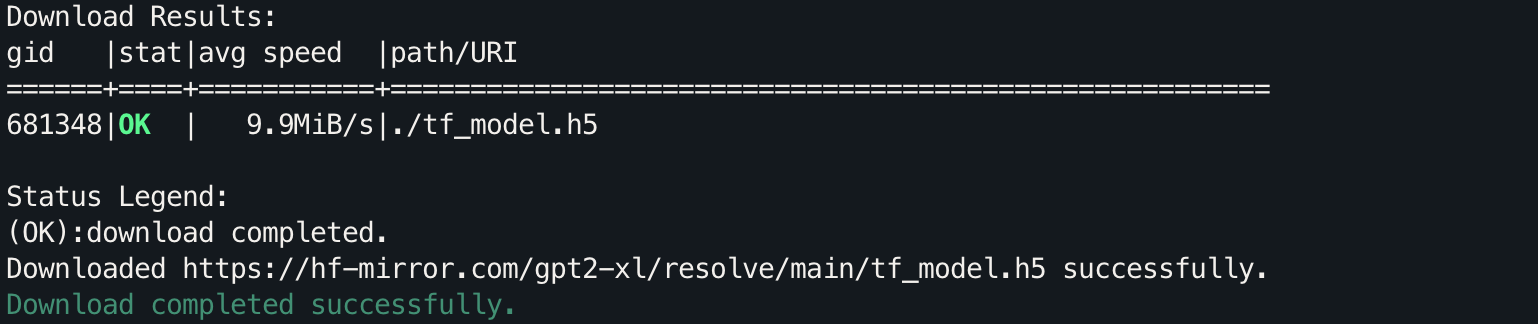 Download Results:
gid   |stat|avg speed  |path/URI
======+====+===========+=======================================================
681348|OK  |   9.9MiB/s|./tf_model.h5

Status Legend:
(OK):download completed.
Downloaded https://hf-mirror.com/gpt2-xl/resolve/main/tf_model.h5 successfully.
Download completed successfully.